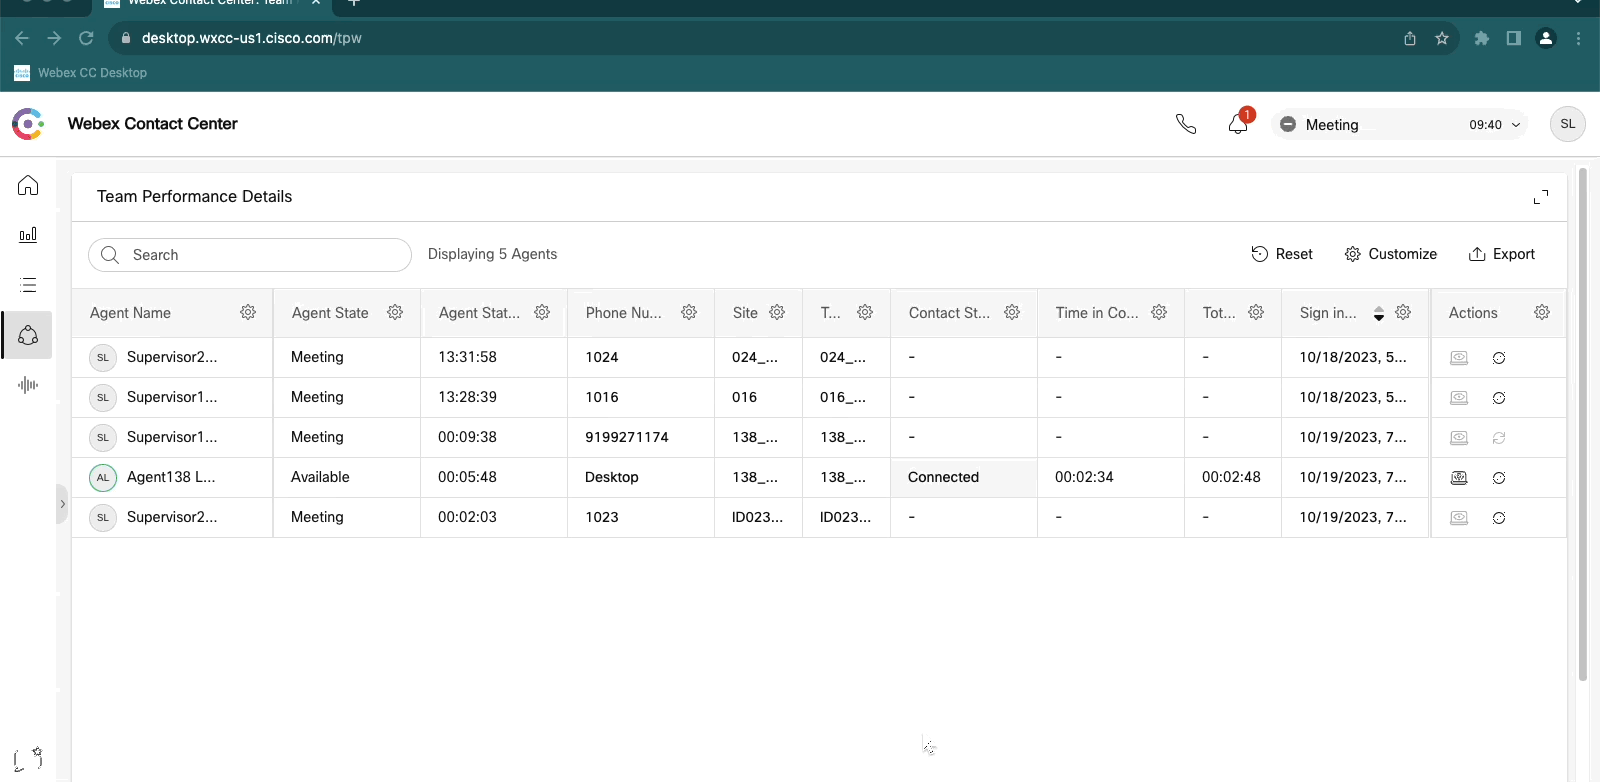 Webex Contact Center: Team
desktop.wxcc-us1.cisco.com/tpw
Webex CC Desktop
Webex Contact Center
1
Meeting 09:40
SL
Team Performance Details
Search
Displaying 5 Agents
Reset Customize Export
Agent Name Agent State Agent Stat... Phone Nu... Site T... Contact St... Time in Co... Tot... Sign in... Actions
SL Supervisor2... Meeting 13:31:58 1024 024_... 024_... - - - 10/18/2023, 5...
SL Supervisor1... Meeting 13:28:39 1016 016 016_... - - - 10/18/2023, 5...
SL Supervisor1... Meeting 00:09:38 9199271174 138_... 138_... - - - 10/19/2023, 7...
AL Agent138 L... Available 00:05:48 Desktop 138_... 138_... Connected 00:02:34 00:02:48 10/19/2023, 7...
SL Supervisor2... Meeting 00:02:03 1023 ID023... ID023... - - - 10/19/2023, 7...